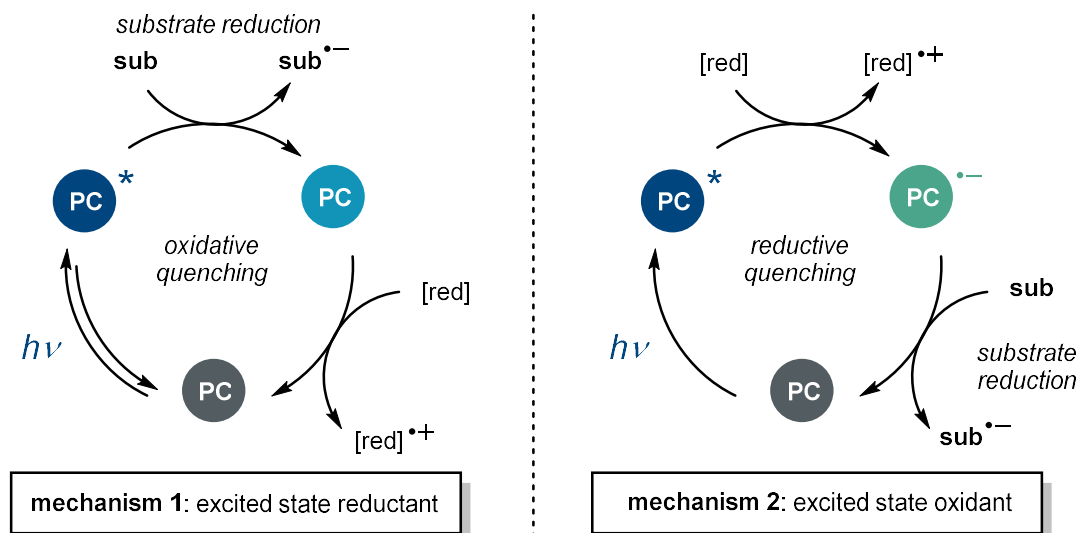 substrate reduction
sub
sub•–
PC*
PC
oxidative
quenching
[red]
hν
PC
[red]•+
mechanism 1: excited state reductant
[red]
[red]•+
PC*
PC•–
reductive
quenching
sub
hν
substrate
reduction
PC
sub•–
mechanism 2: excited state oxidant